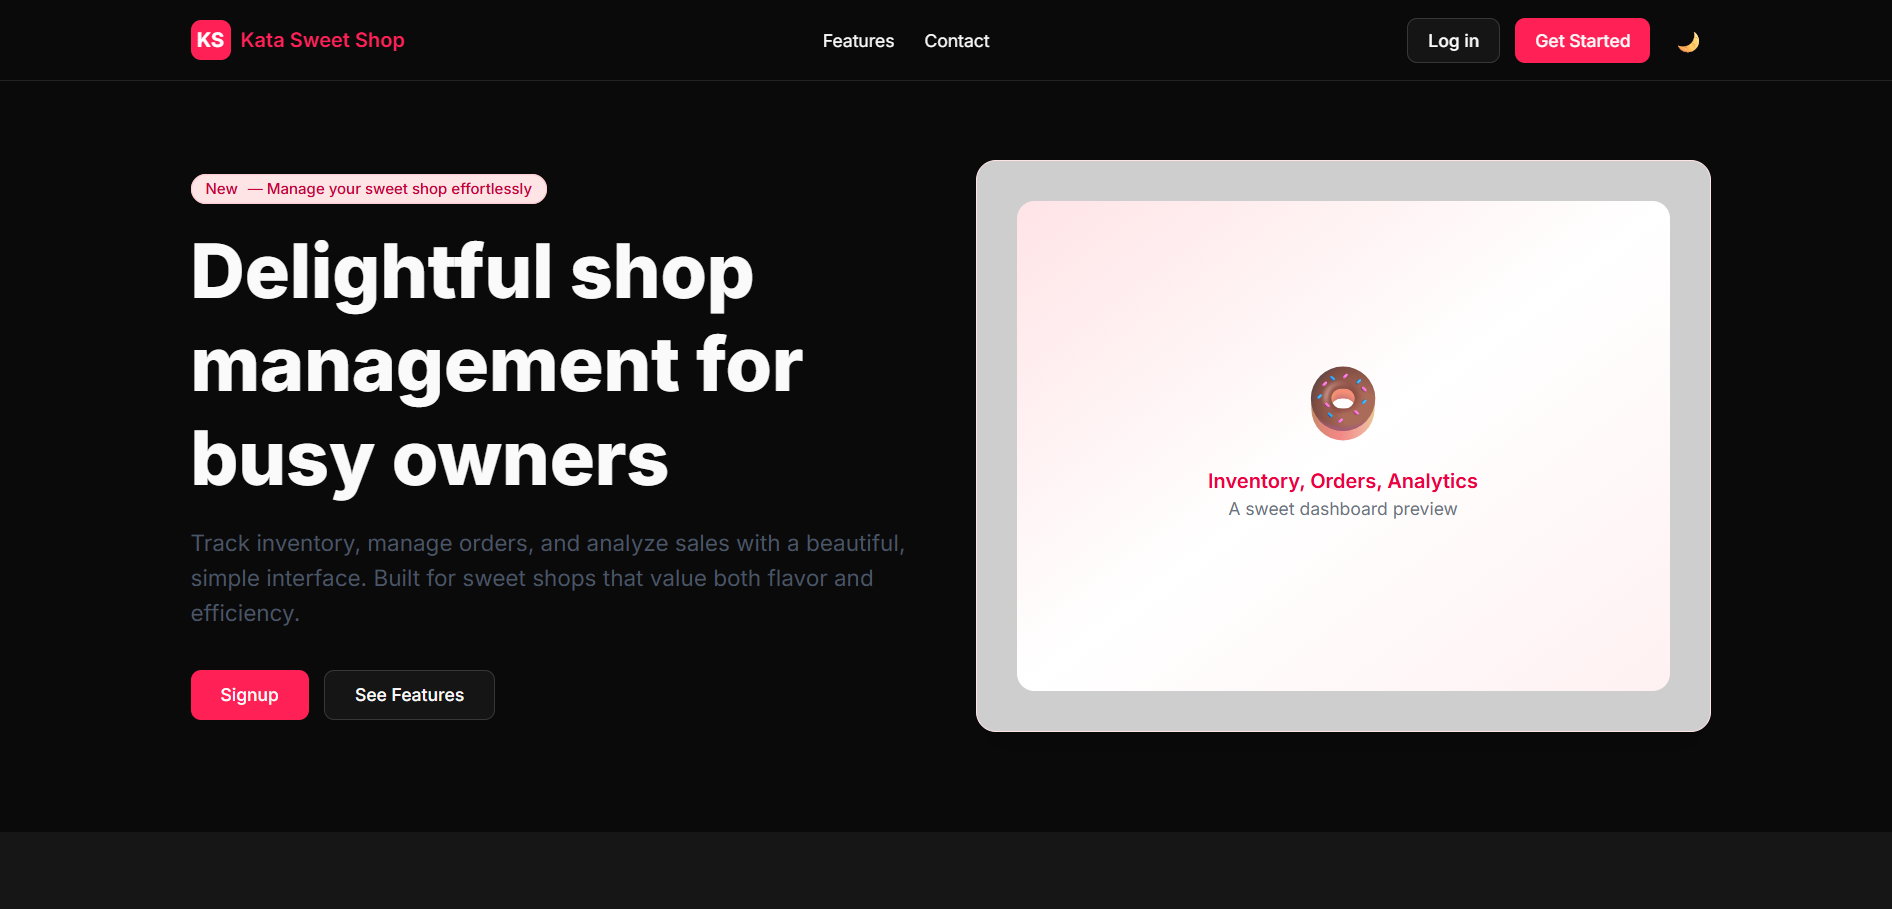 KS Kata Sweet Shop
Features
Contact
Log in
Get Started
New — Manage your sweet shop effortlessly
Delightful shop
management for
busy owners
Track inventory, manage orders, and analyze sales with a beautiful,
simple interface. Built for sweet shops that value both flavor and
efficiency.
Signup
See Features
Inventory, Orders, Analytics
A sweet dashboard preview